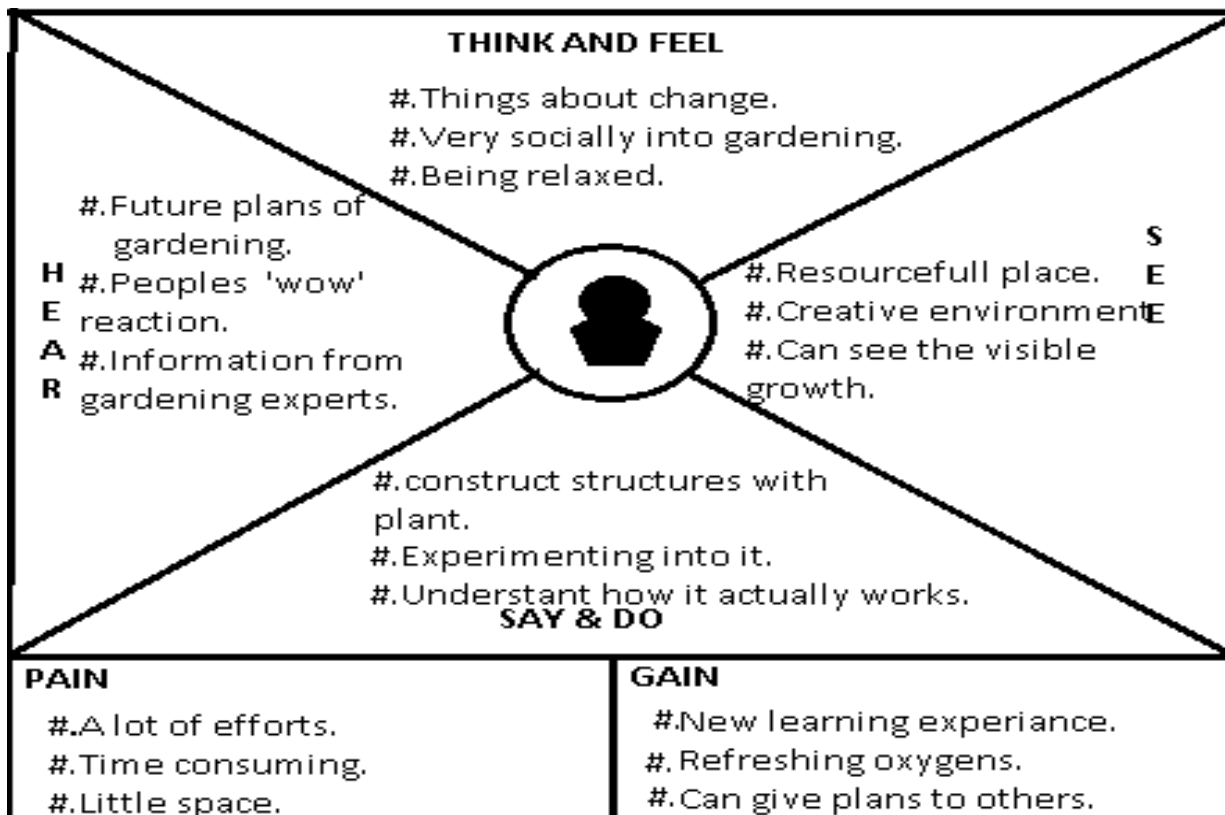 THINK AND FEEL
#.Things about change.
#.Very socially into gardening.
#.Being relaxed.
HEAR
#.Future plans of
gardening.
#.Peoples 'wow'
reaction.
#.Information from
gardening experts.
SEE
#.Resourcefull place.
#.Creative environment
#.Can see the visible
growth.
#.construct structures with
plant.
#.Experimenting into it.
#.Understant how it actually works.
SAY & DO
PAIN
#.A lot of efforts.
#.Time consuming.
#.Little space.
GAIN
#.New learning experiance.
#.Refreshing oxygens.
#.Can give plans to others.